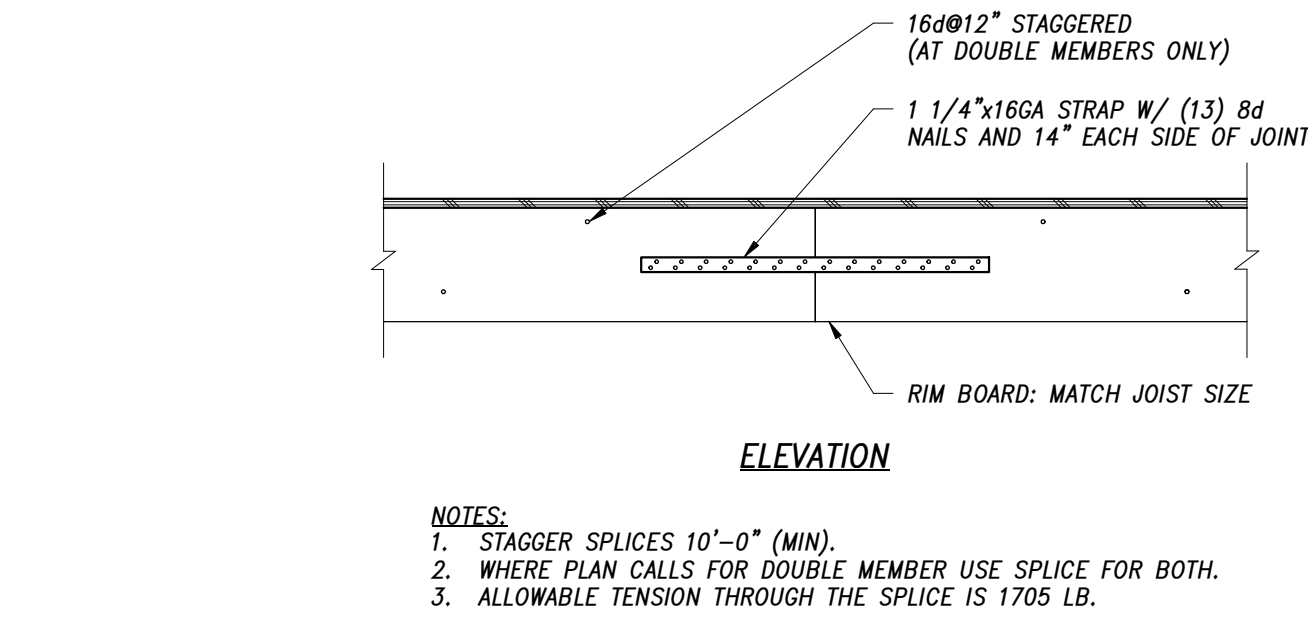 16d@12" STAGGERED
(AT DOUBLE MEMBERS ONLY)
1 1/4"x16GA STRAP W/ (13) 8d
NAILS AND 14" EACH SIDE OF JOINT
RIM BOARD: MATCH JOIST SIZE
ELEVATION
NOTES:
1. STAGGER SPLICES 10'-0" (MIN).
2. WHERE PLAN CALLS FOR DOUBLE MEMBER USE SPLICE FOR BOTH.
3. ALLOWABLE TENSION THROUGH THE SPLICE IS 1705 LB.